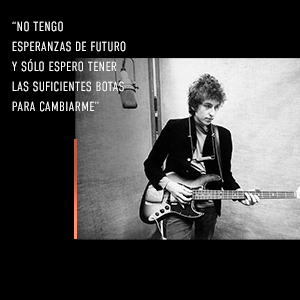 “NO TENGO
ESPERANZAS DE FUTURO
Y SÓLO ESPERO TENER
LAS SUFICIENTES BOTAS
PARA CAMBIARME”